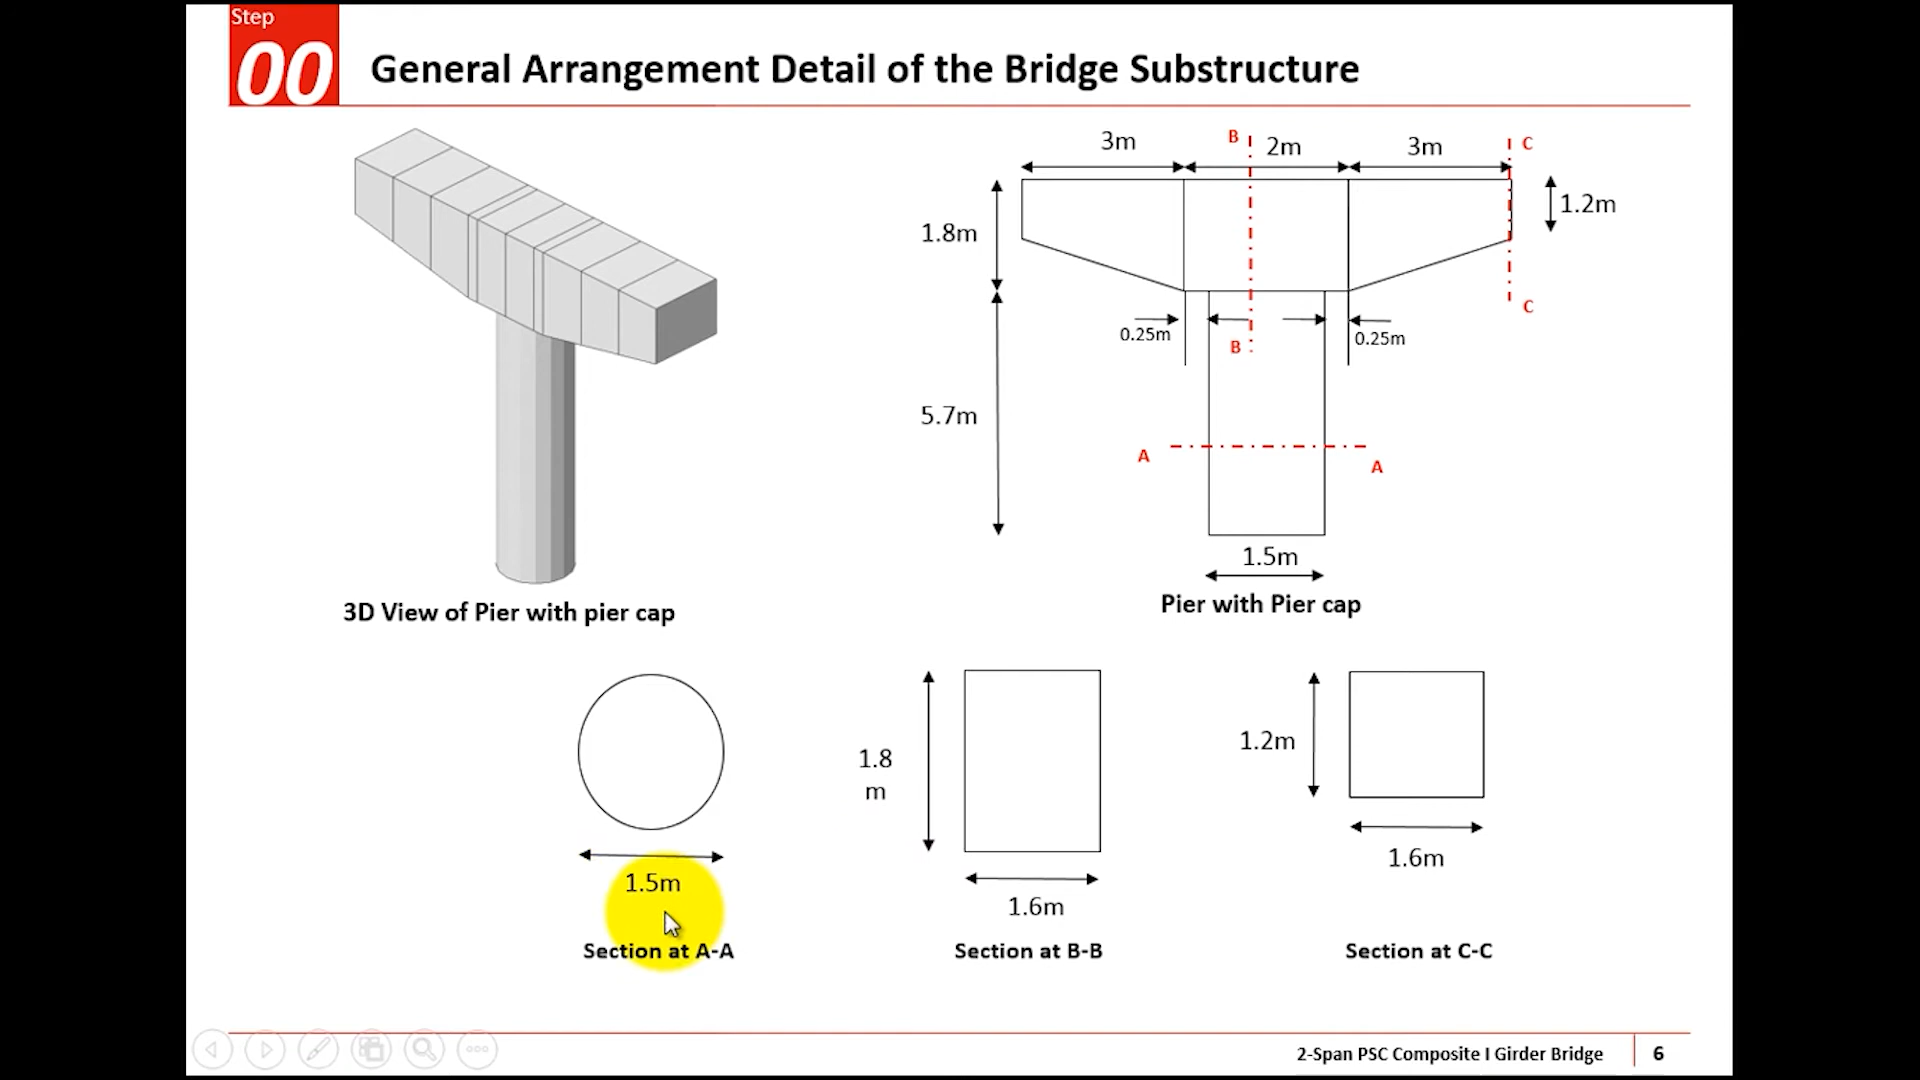 Step
00
General Arrangement Detail of the Bridge Substructure
3m
B
2m
3m
C
1.8m
1.2m
0.25m
B
0.25m
C
5.7m
A
A
1.5m
3D View of Pier with pier cap
Pier with Pier cap
1.8
m
1.2m
1.5m
1.6m
1.6m
Section at A-A
Section at B-B
Section at C-C
2-Span PSC Composite I Girder Bridge
6